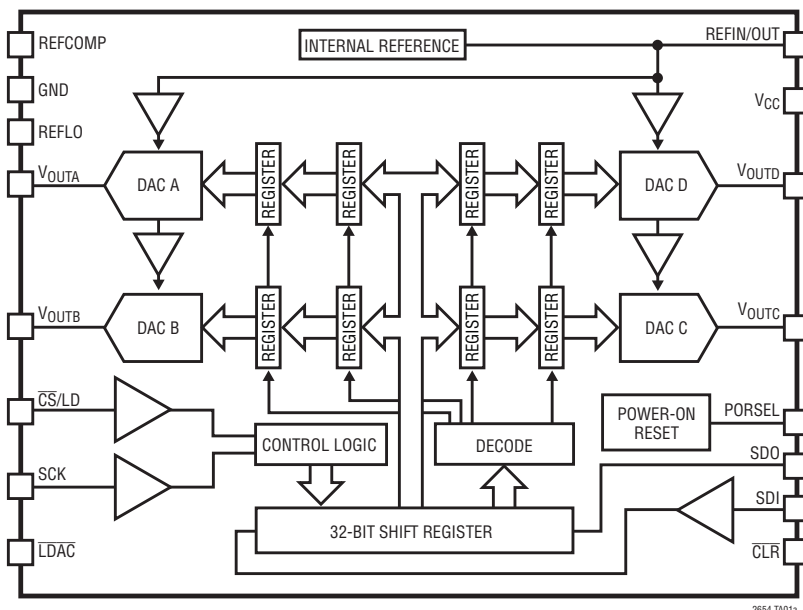 REFCOMP
INTERNAL REFERENCE
REFIN/OUT
GND
VCC
REFLO
VOUTA
DAC A
REGISTER
REGISTER
REGISTER
REGISTER
DAC D
VOUTD
VOUTB
DAC B
REGISTER
REGISTER
REGISTER
REGISTER
DAC C
VOUTC
CS/LD
CONTROL LOGIC
DECODE
POWER-ON
RESET
PORSEL
SCK
SDO
32-BIT SHIFT REGISTER
SDI
LDAC
CLR
2654 TA01a